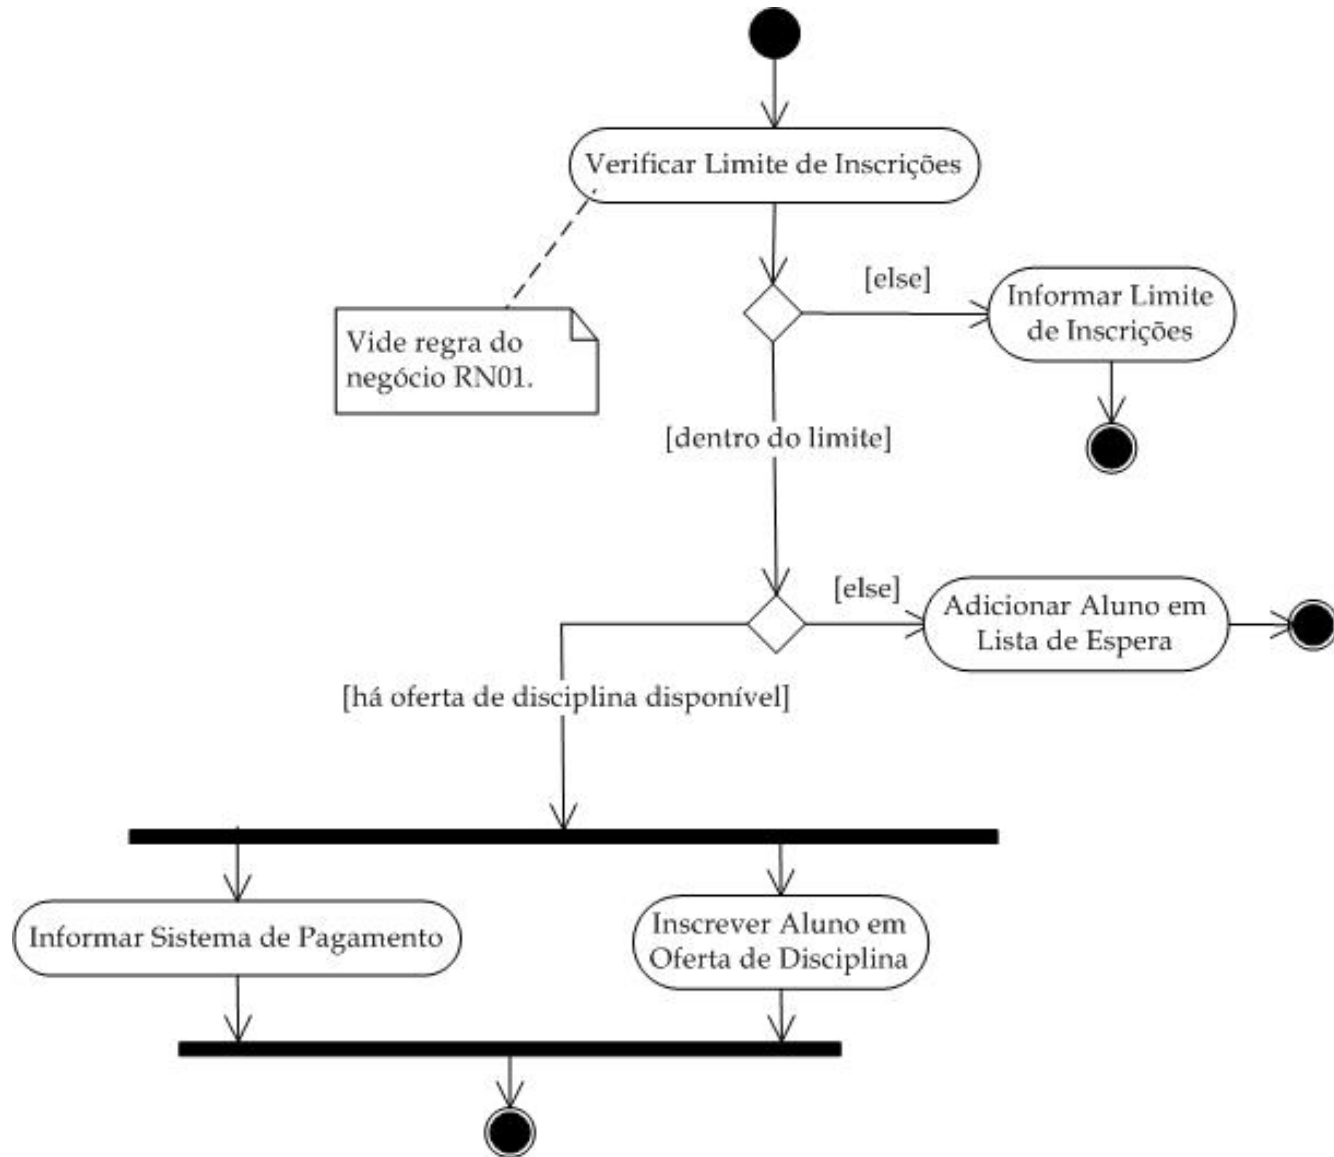 Verificar Limite de Inscrições
[else]
Informar Limite
de Inscrições
Vide regra do
negócio RN01.
[dentro do limite]
[else]
Adicionar Aluno em
Lista de Espera
[há oferta de disciplina disponível]
Informar Sistema de Pagamento
Inscrever Aluno em
Oferta de Disciplina